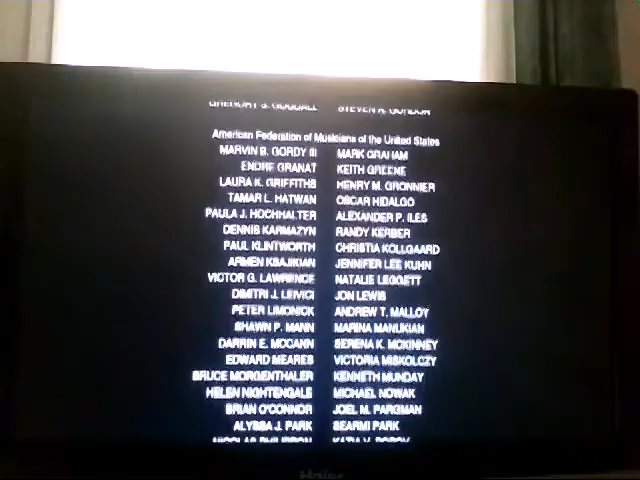 GREGORY J. GOODALL STEVEN A. GORDON
American Federation of Musicians of the United States
MARVIN B. GORDY III MARK GRAHAM
ENDRE GRANAT KEITH GREENE
LAURA K. GRIFFITHS HENRY M. GRONNIER
TAMAR L. HATWAN OSCAR HIDALGO
PAULA J. HOCHHALTER ALEXANDER P. ILES
DENNIS KARMAZYN RANDY KERBER
PAUL KLINTWORTH CHRISTIA KOLLGAARD
ARMEN KSAJIKIAN JENNIFER LEE KUHN
VICTOR G. LAWRENCE NATALIE LEGGETT
DIMITRI J. LEIVICI JON LEWIS
PETER LIMONICK ANDREW T. MALLOY
SHAWN P. MANN MARINA MANUKIAN
DARRIN E. MCCANN SERENA K. MCKINNEY
EDWARD MEARES VICTORIA MISKOLCZY
BRUCE MORGENTHALER KENNETH MUNDAY
HELEN NIGHTENGALE MICHAEL NOWAK
BRIAN O'CONNOR JOEL M. PARGMAN
ALYSSA J. PARK SEARMI PARK